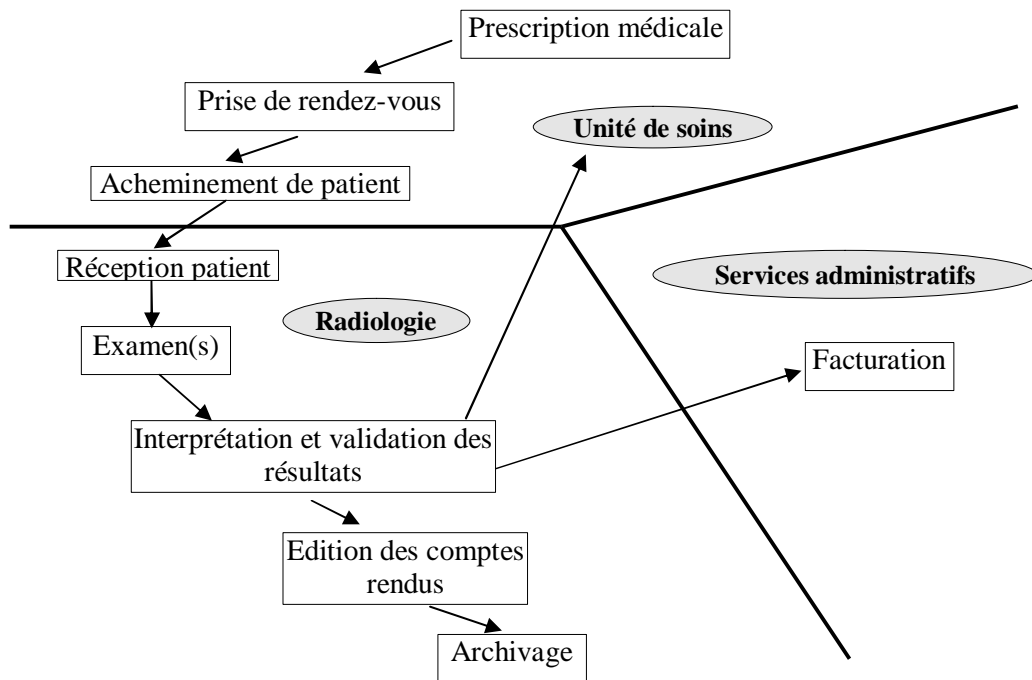 Prescription médicale
Prise de rendez-vous
Unité de soins
Acheminement de patient
Réception patient
Services administratifs
Radiologie
Examen(s)
Facturation
Interprétation et validation des
résultats
Edition des comptes
rendus
Archivage